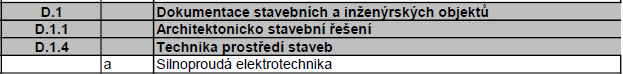 D.1 Dokumentace stavebních a inženýrských objektů
D.1.1 Architektonicko stavební řešení
D.1.4 Technika prostředí staveb
a Silnoproudá elektrotechnika